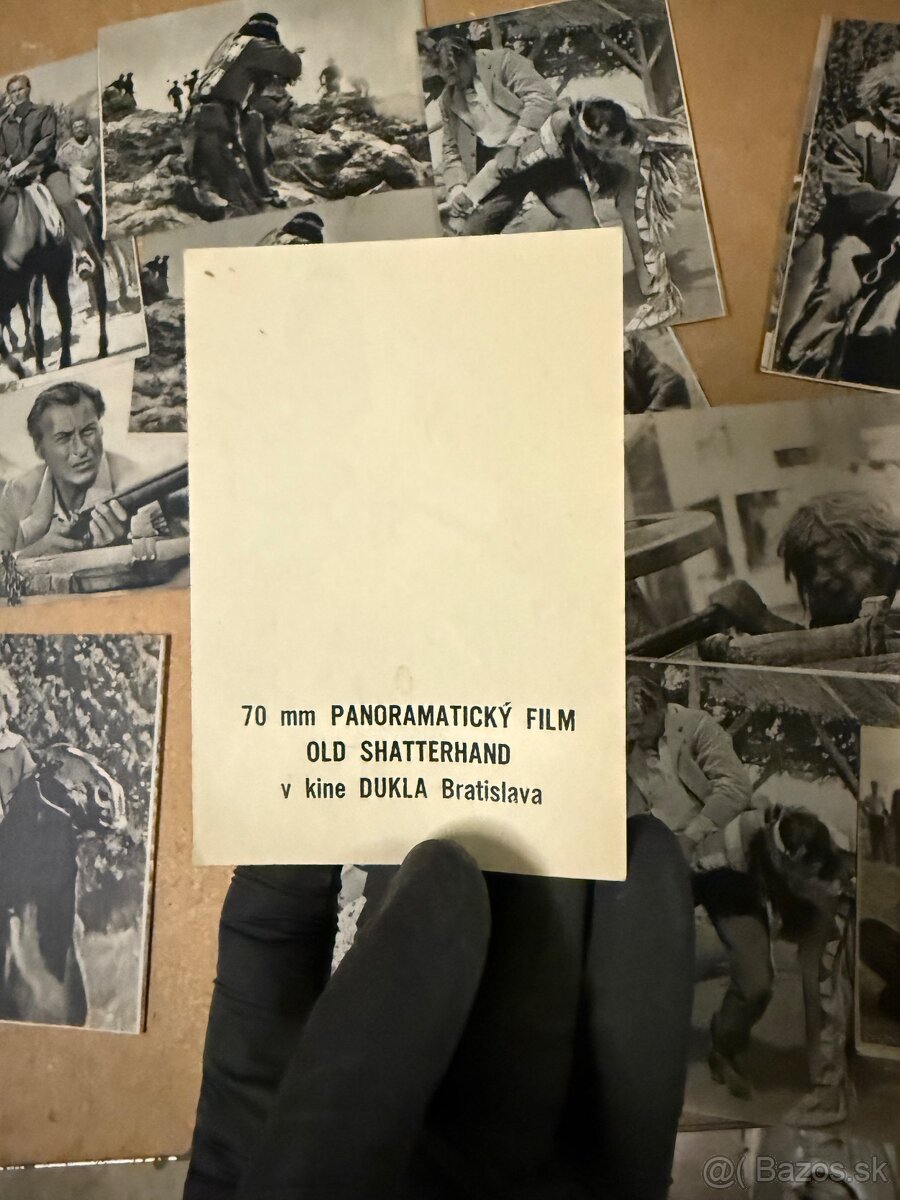 70 mm PANORAMATICKÝ FILM
OLD SHATTERHAND
v kine DUKLA Bratislava
@( Bazos.sk